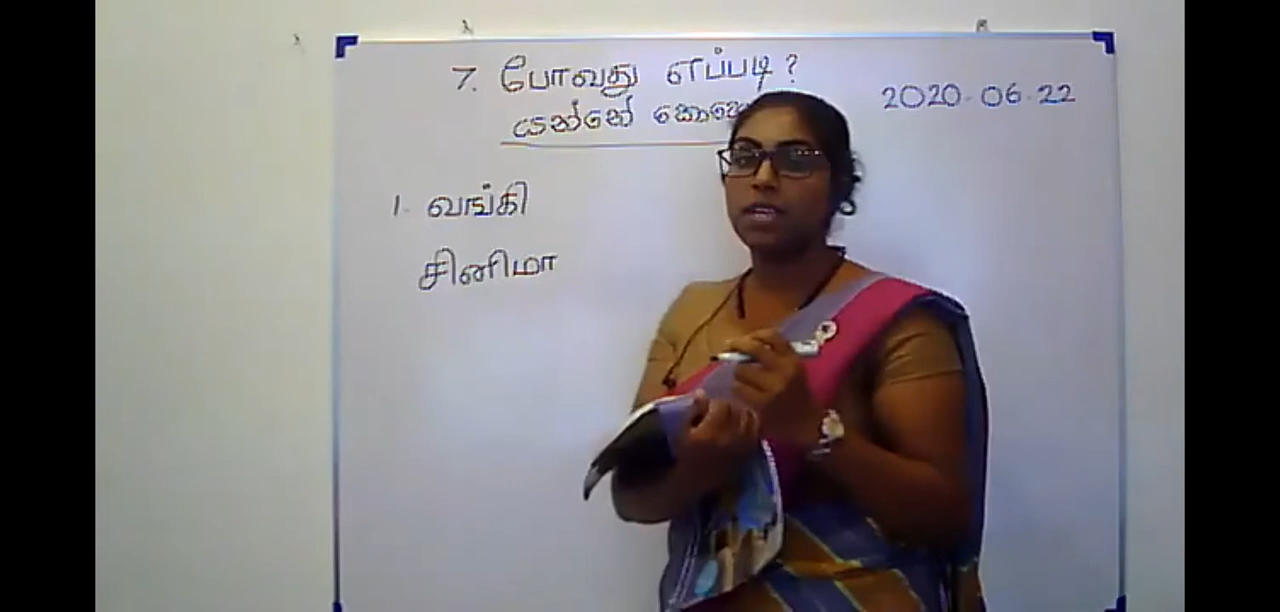 7. போவது எப்படி?
යන්නේ
2020-06-22
1. வங்கி
சினிமா